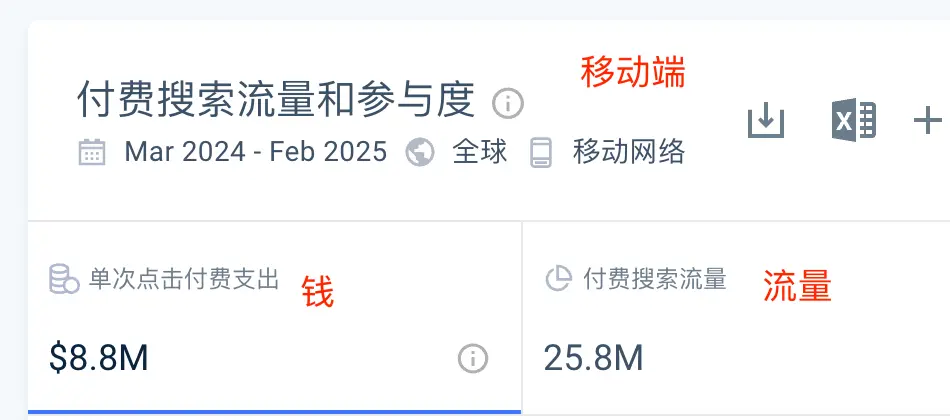 移动端
付费搜索流量和参与度
Mar 2024 - Feb 2025 全球 移动网络
单次点击付费支出 钱
付费搜索流量 流量
$8.8M
25.8M